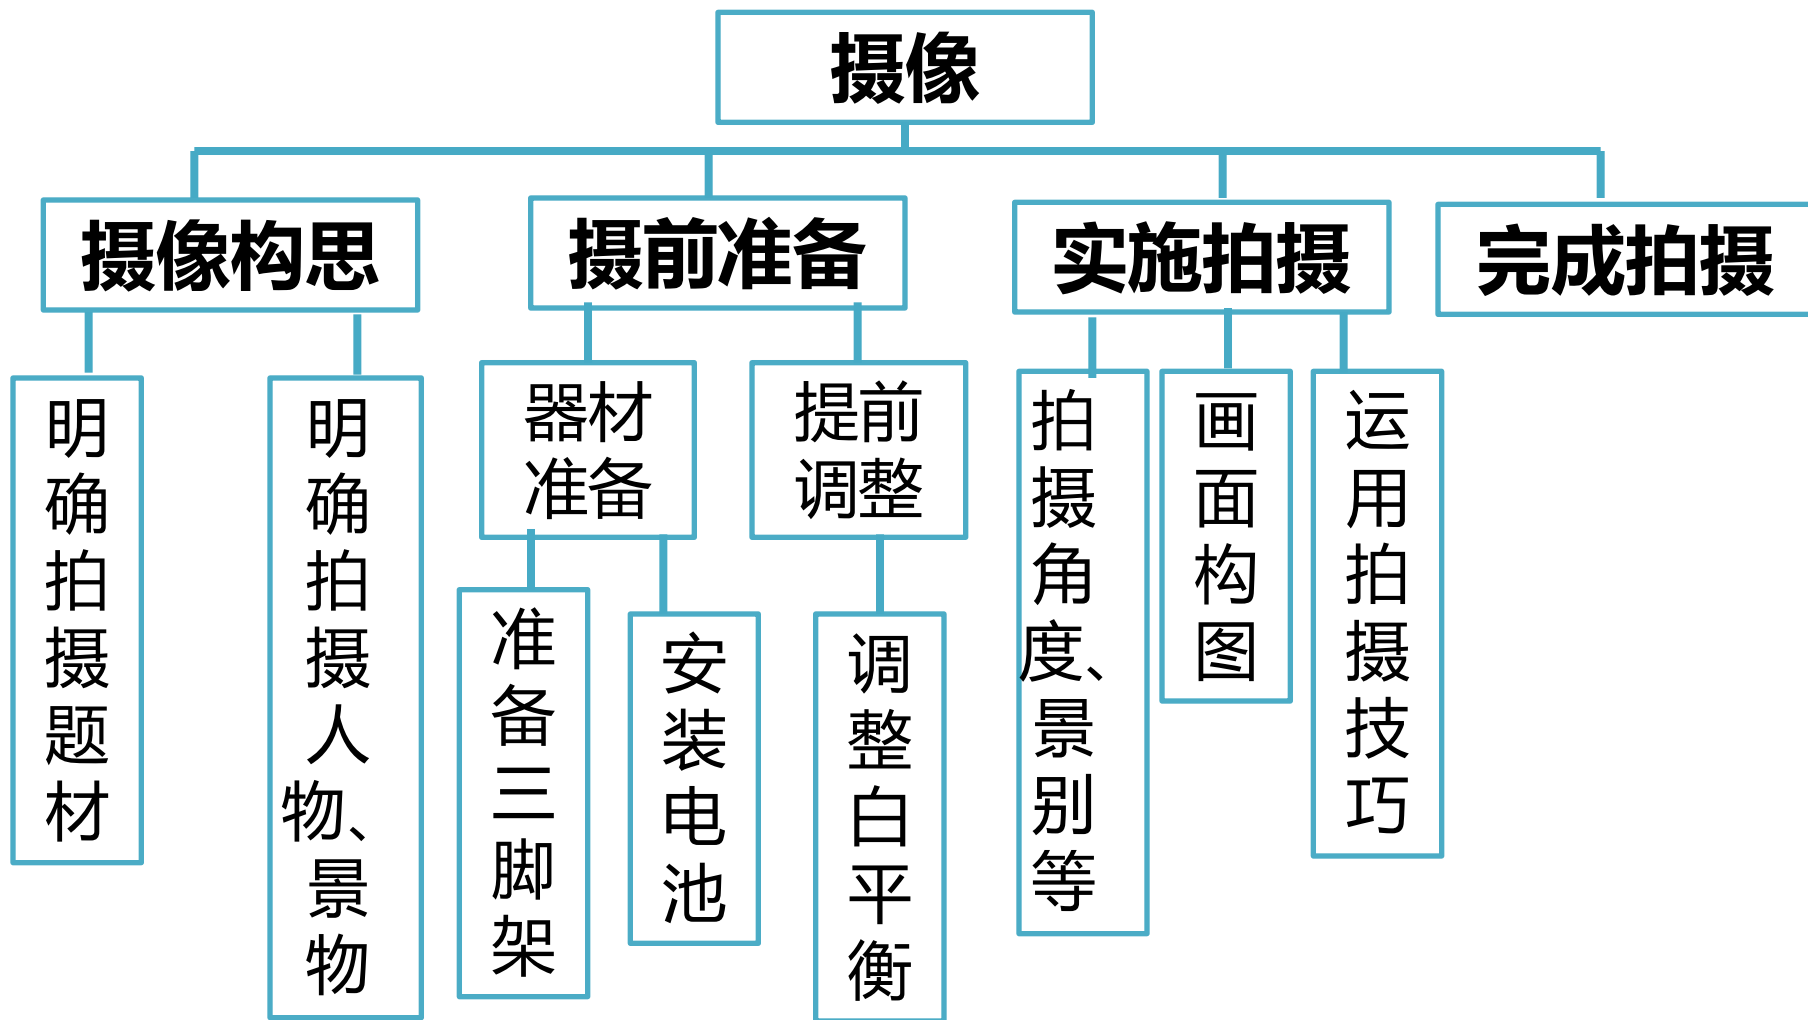 摄像
摄像构思
摄前准备
实施拍摄
完成拍摄
明确拍摄题材
明确拍摄人物、景物
器材
准备
提前
调整
准备三脚架
安装电池
调整白平衡
拍摄角度、景别等
画面构图
运用拍摄技巧